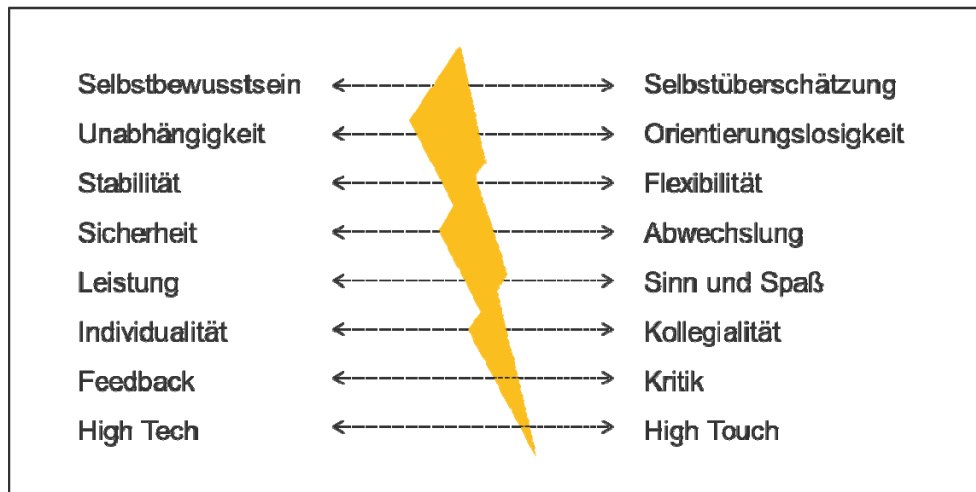 Selbstbewusstsein Selbstüberschätzung
Unabhängigkeit Orientierungslosigkeit
Stabilität Flexibilität
Sicherheit Abwechslung
Leistung Sinn und Spaß
Individualität Kollegialität
Feedback Kritik
High Tech High Touch